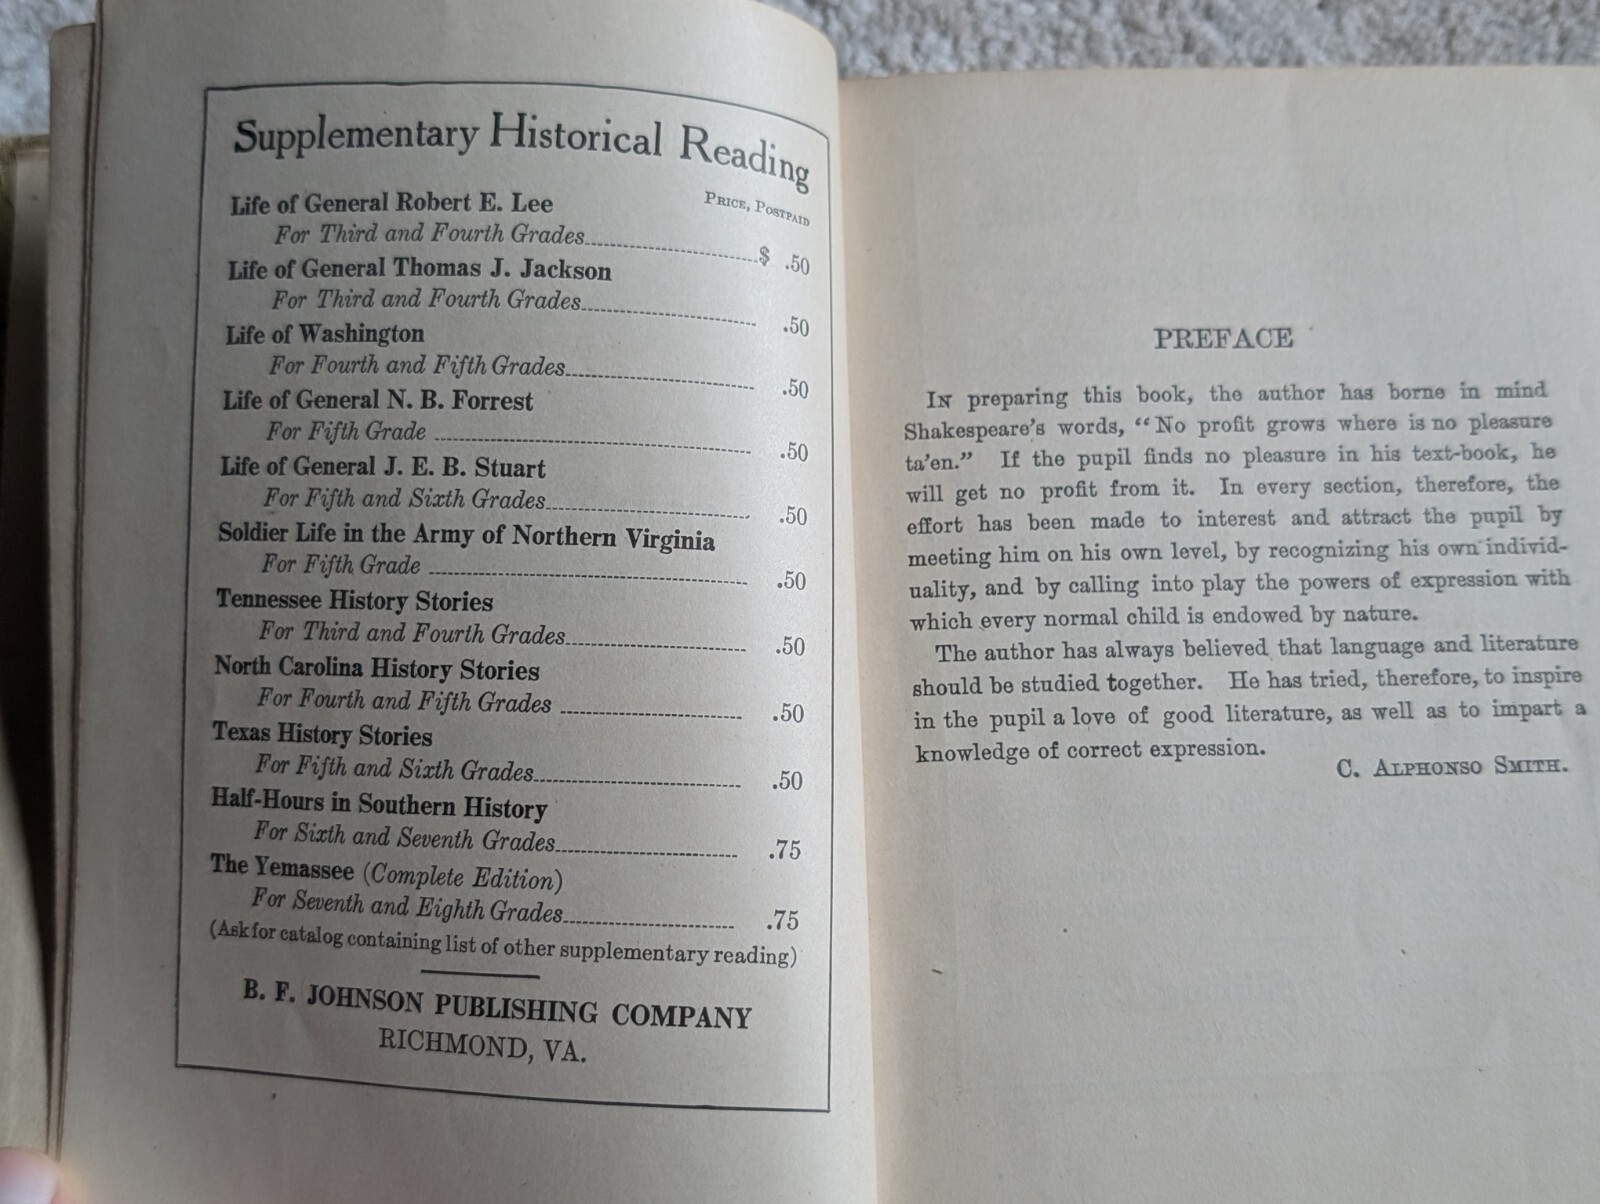 Supplementary Historical Reading
PRICE, POSTPAID
Life of General Robert E. Lee
For Third and Fourth Grades $ .50
Life of General Thomas J. Jackson
For Third and Fourth Grades .50
Life of Washington
For Fourth and Fifth Grades .50
Life of General N. B. Forrest
For Fifth Grade .50
Life of General J. E. B. Stuart
For Fifth and Sixth Grades .50
Soldier Life in the Army of Northern Virginia
For Fifth Grade .50
Tennessee History Stories
For Third and Fourth Grades .50
North Carolina History Stories
For Fourth and Fifth Grades .50
Texas History Stories
For Fifth and Sixth Grades .50
Half-Hours in Southern History
For Sixth and Seventh Grades .75
The Yemassee (Complete Edition)
For Seventh and Eighth Grades .75
(Ask for catalog containing list of other supplementary reading)
B. F. JOHNSON PUBLISHING COMPANY
RICHMOND, VA.
PREFACE
IN preparing this book, the author has borne in mind
Shakespeare's words, “No profit grows where is no pleasure
ta'en.” If the pupil finds no pleasure in his text-book, he
will get no profit from it. In every section, therefore, the
effort has been made to interest and attract the pupil by
meeting him on his own level, by recognizing his own individ-
uality, and by calling into play the powers of expression with
which every normal child is endowed by nature.
The author has always believed that language and literature
should be studied together. He has tried, therefore, to inspire
in the pupil a love of good literature, as well as to impart a
knowledge of correct expression.
C. ALPHONSO SMITH.